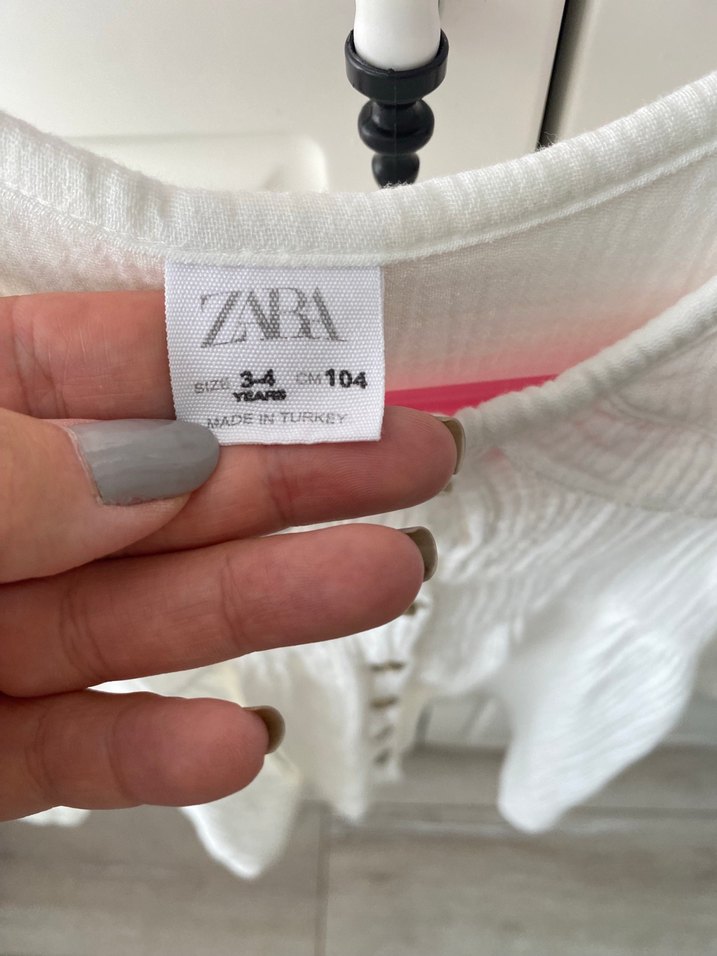 ZARA
SIZE 3-4 CM 104
YEARS
MADE IN TURKEY